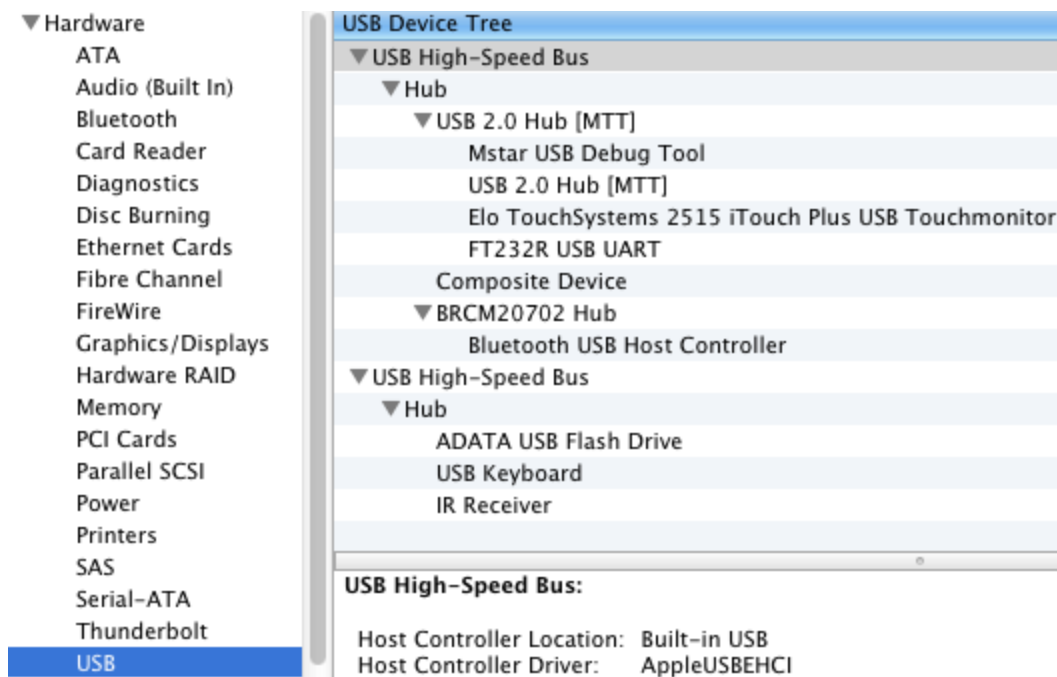 Hardware
ATA
Audio (Built In)
Bluetooth
Card Reader
Diagnostics
Disc Burning
Ethernet Cards
Fibre Channel
FireWire
Graphics/Displays
Hardware RAID
Memory
PCI Cards
Parallel SCSI
Power
Printers
SAS
Serial-ATA
Thunderbolt
USB
USB Device Tree
USB High-Speed Bus
Hub
USB 2.0 Hub [MTT]
Mstar USB Debug Tool
USB 2.0 Hub [MTT]
Elo TouchSystems 2515 iTouch Plus USB Touchmonitor
FT232R USB UART
Composite Device
BRCM20702 Hub
Bluetooth USB Host Controller
USB High-Speed Bus
Hub
ADATA USB Flash Drive
USB Keyboard
IR Receiver
USB High-Speed Bus:
Host Controller Location: Built-in USB
Host Controller Driver: AppleUSBEHCI